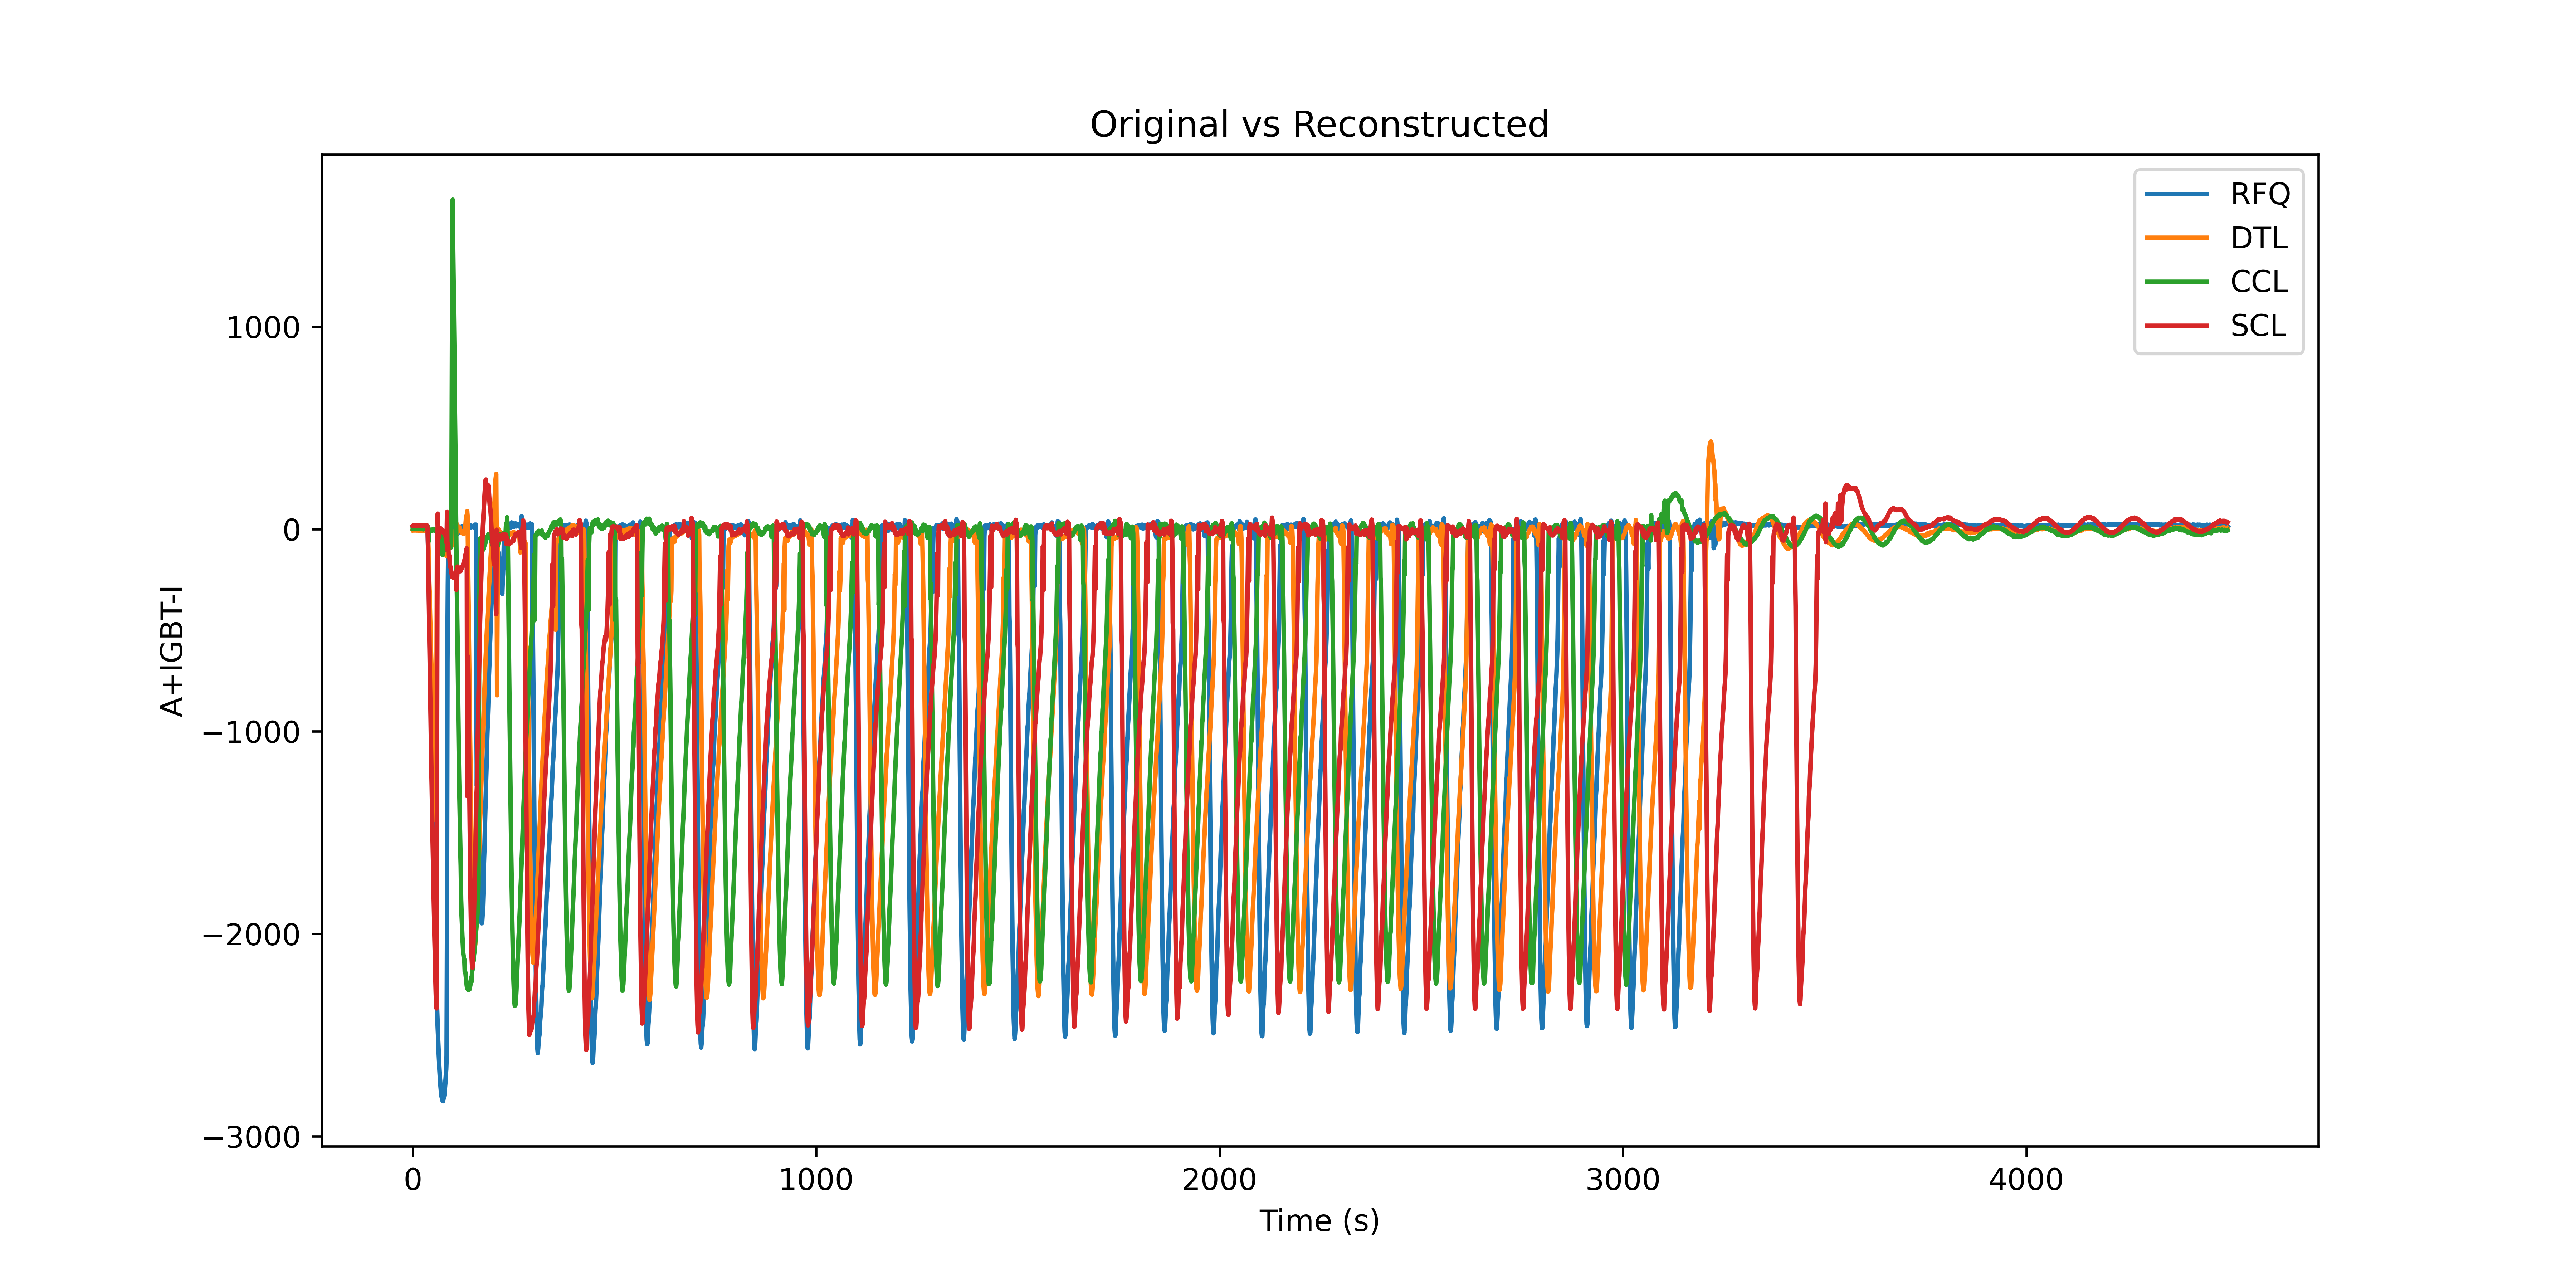 Original vs Reconstructed
RFQ
DTL
CCL
SCL
1000
0
−1000
−2000
−3000
A+IGBT-I
0 1000 2000 3000 4000
Time (s)